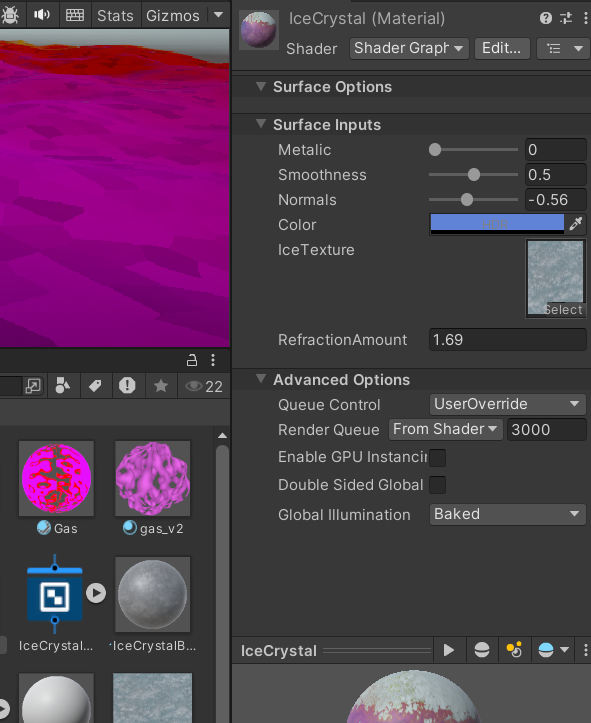 Stats Gizmos
22
Gas
gas_v2
IceCrystal...
IceCrystalB...
IceCrystal (Material)
Shader Shader Graph Edit...
Surface Options
Surface Inputs
Metalic 0
Smoothness 0.5
Normals -0.56
Color
IceTexture
Select
RefractionAmount 1.69
Advanced Options
Queue Control UserOverride
Render Queue From Shader 3000
Enable GPU Instancin
Double Sided Global
Global Illumination Baked
IceCrystal